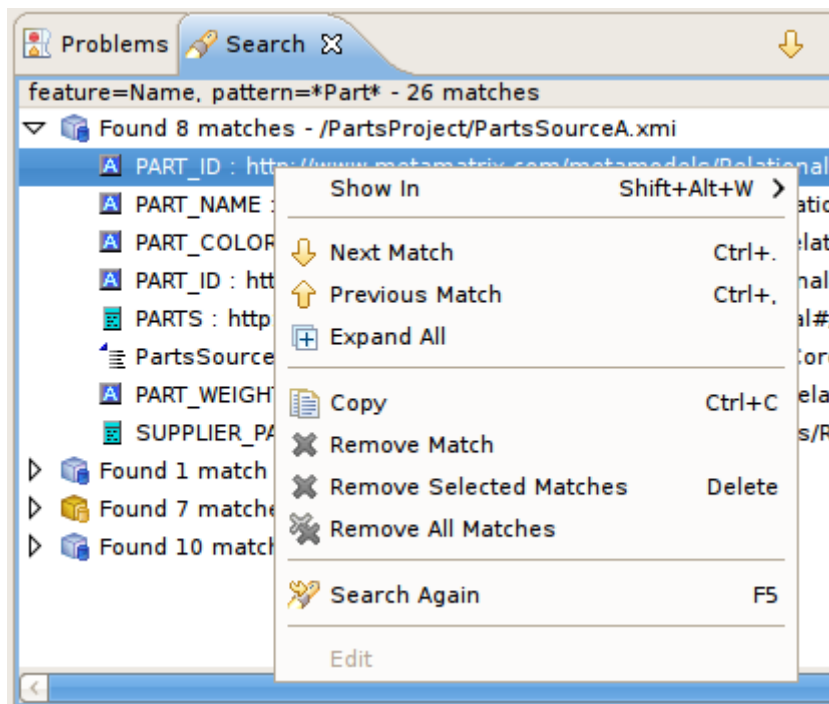 Problems Search
feature=Name, pattern=*Part* - 26 matches
Found 8 matches - /PartsProject/PartsSourceA.xmi
PART_ID : http://www.metamatrix.com/metamodels/Relational
PART_NAME :
PART_COLOR
PART_ID : htt
PARTS : http
PartsSource
PART_WEIGHT
SUPPLIER_PA
Found 1 match
Found 7 matche
Found 10 match
Show In Shift+Alt+W
Next Match Ctrl+.
Previous Match Ctrl+,
Expand All
Copy Ctrl+C
Remove Match
Remove Selected Matches Delete
Remove All Matches
Search Again F5
Edit